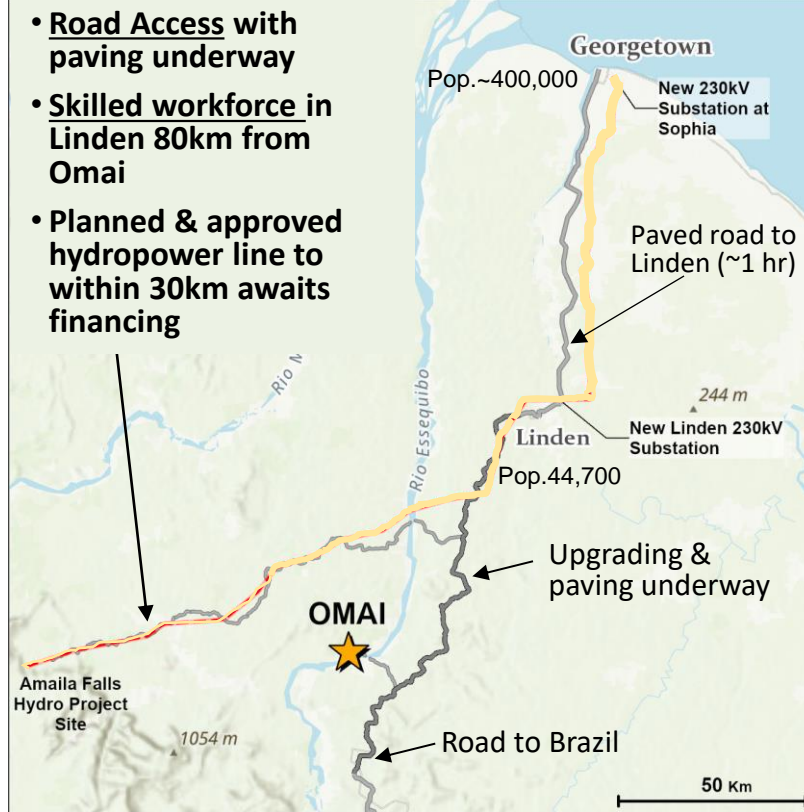 • Road Access with
paving underway
• Skilled workforce in
Linden 80km from
Omai
• Planned & approved
hydropower line to
within 30km awaits
financing
Georgetown
Pop.~400,000
New 230kV
Substation at
Sophia
Paved road to
Linden (~1 hr)
Rio Essequibo
244 m
New Linden 230kV
Substation
Linden
Pop.44,700
Upgrading &
paving underway
OMAI
Amaila Falls
Hydro Project
Site
1054 m
Road to Brazil
50 Km